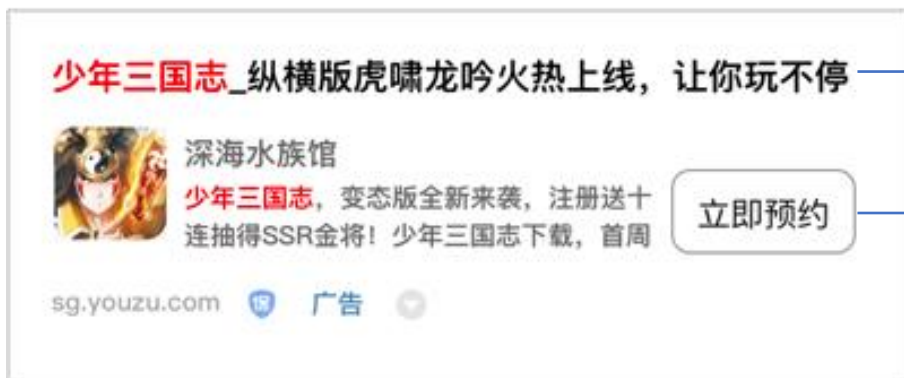 少年三国志_纵横版虎啸龙吟火热上线，让你玩不停
深海水族馆
少年三国志，变态版全新来袭，注册送十
连抽得SSR金将！少年三国志下载，首周
立即预约
sg.youzu.com 保 广告